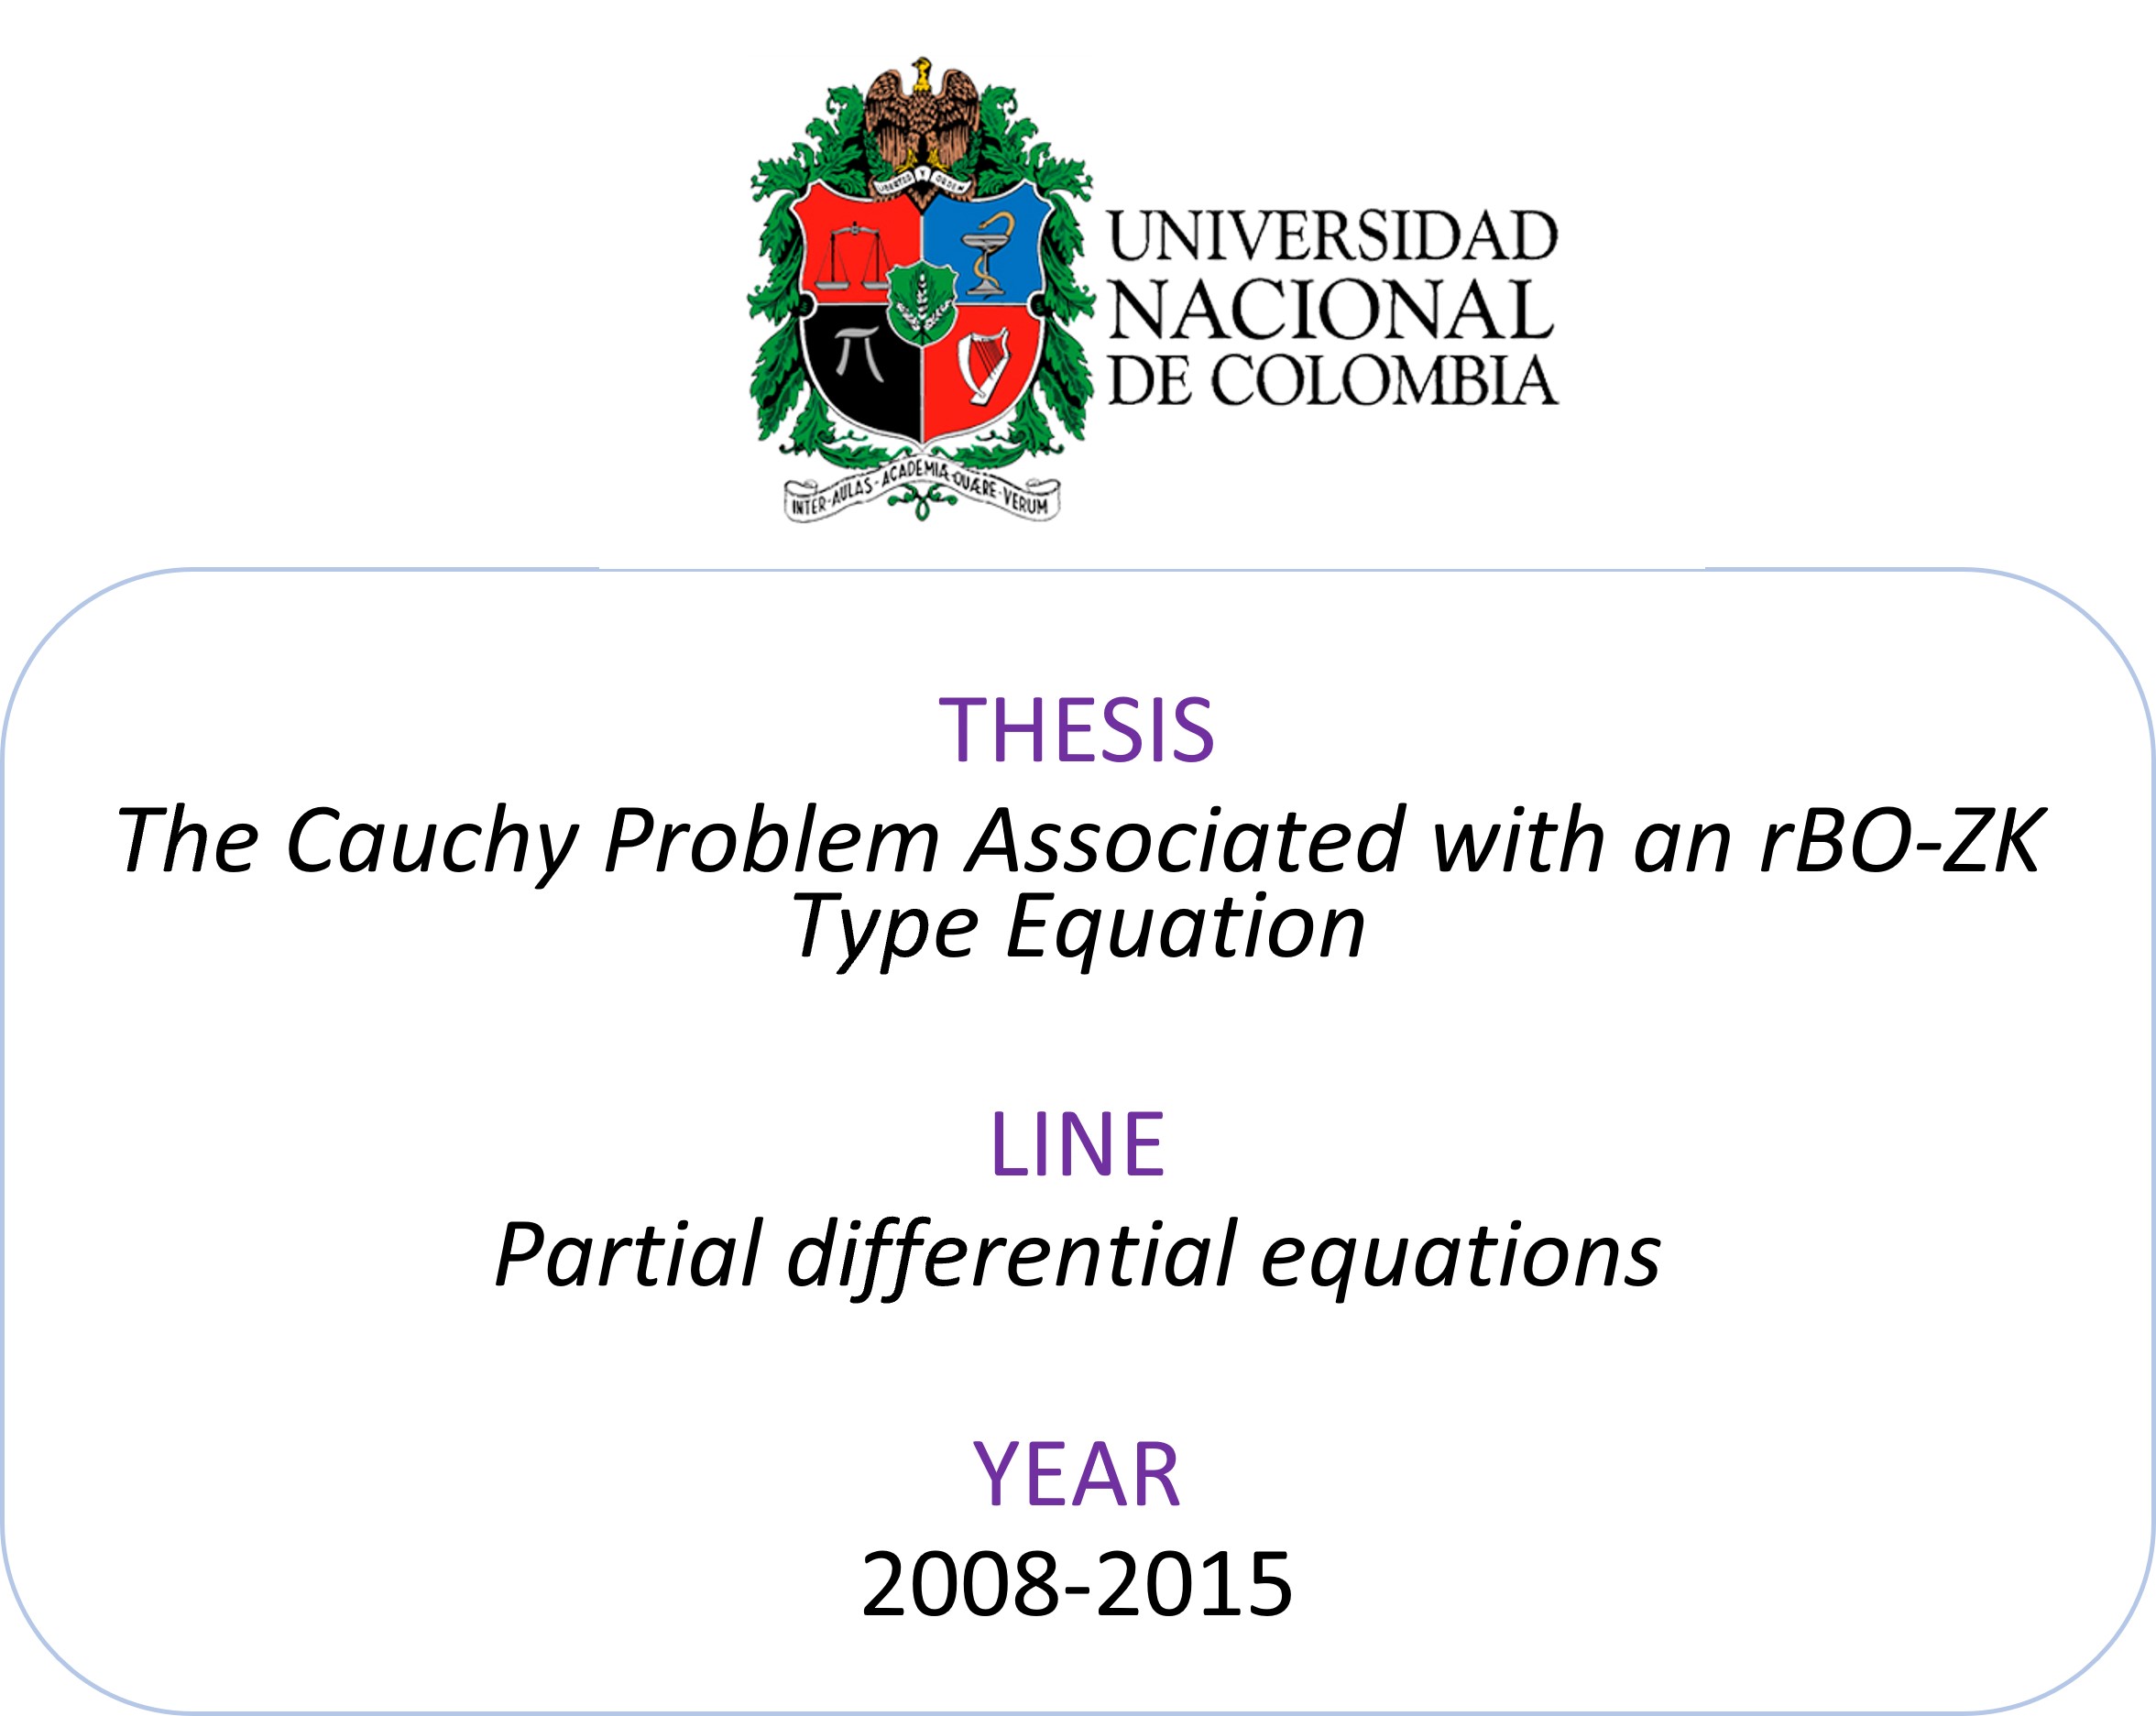 LIBERTAD Y ORDEN
UNIVERSIDAD
NACIONAL
DE COLOMBIA
INTER-AULAS-ACADEMIÆ-QUÆRE-VERUM
THESIS
The Cauchy Problem Associated with an rBO-ZK
Type Equation
LINE
Partial differential equations
YEAR
2008-2015